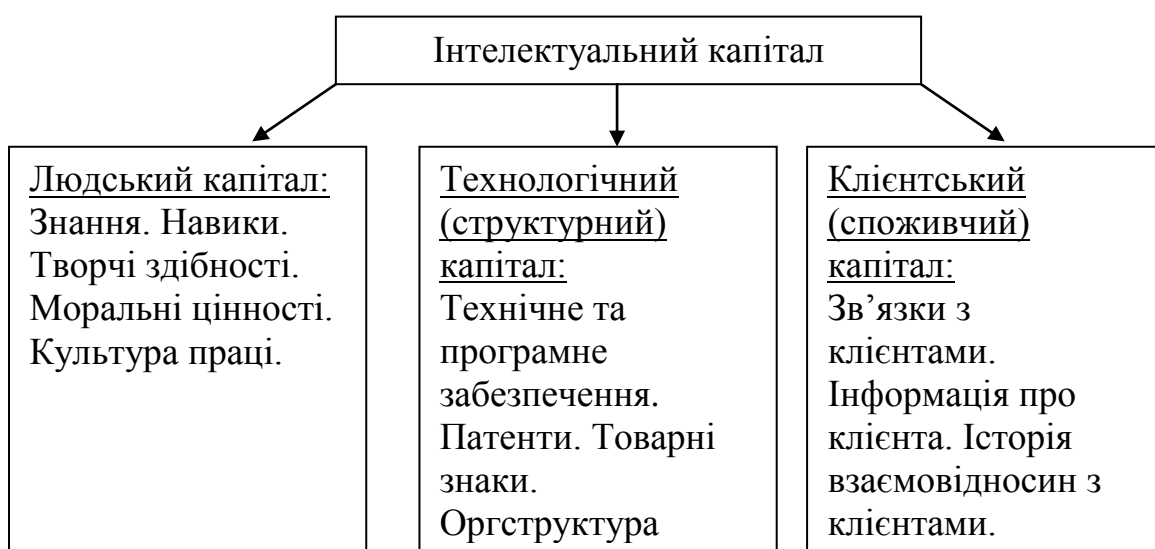 Інтелектуальний капітал
Людський капітал:
Знання. Навики.
Творчі здібності.
Моральні цінності.
Культура праці.
Технологічний
(структурний)
капітал:
Технічне та
програмне
забезпечення.
Патенти. Товарні
знаки.
Оргструктура
Клієнтський
(споживчий)
капітал:
Зв’язки з
клієнтами.
Інформація про
клієнта. Історія
взаємовідносин з
клієнтами.